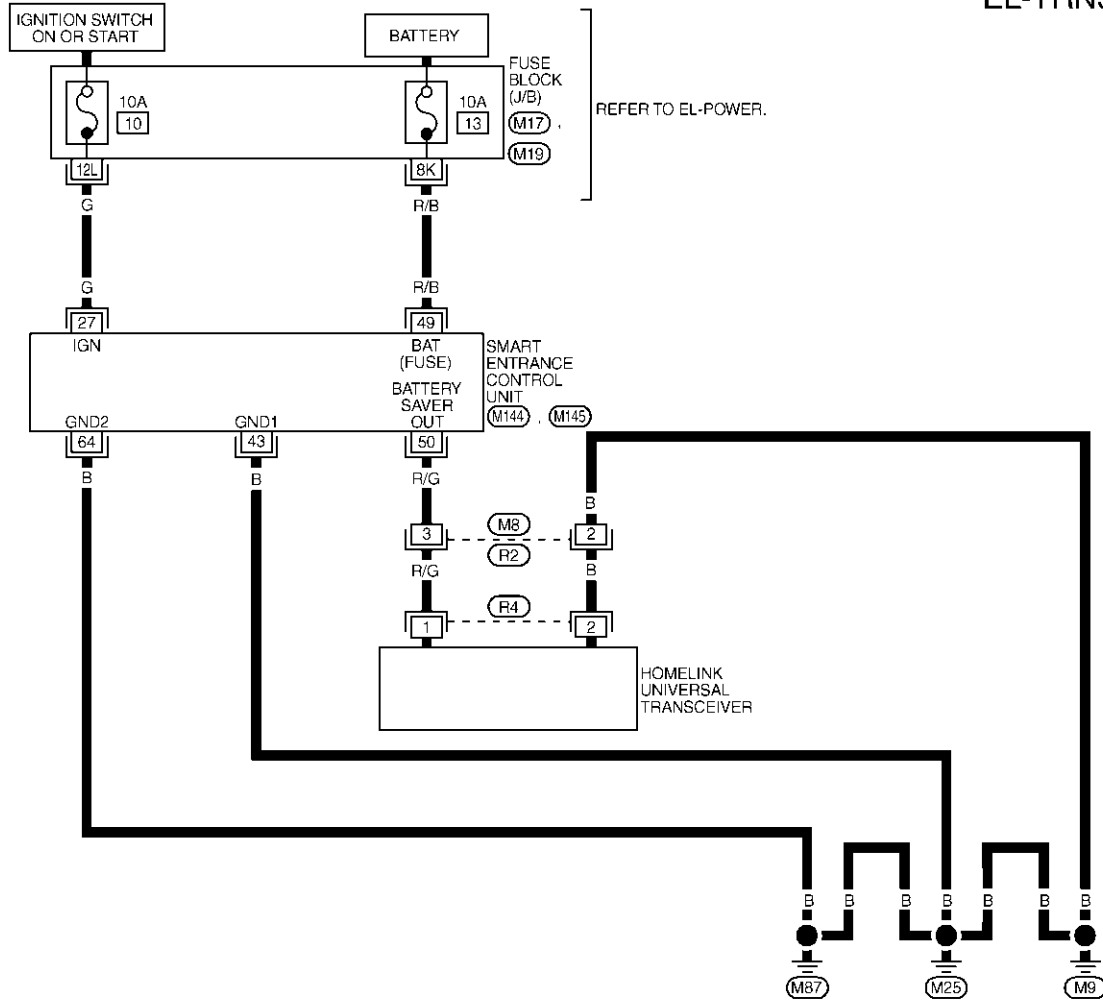 EL-TRNS
IGNITION SWITCH
ON OR START
BATTERY
FUSE
BLOCK
(J/B)
M17 ,
M19
10A
10
10A
13
REFER TO EL-POWER.
12L
8K
G
R/B
G
R/B
27
49
IGN
BAT
(FUSE)
BATTERY
SAVER
OUT
SMART
ENTRANCE
CONTROL
UNIT
M144 , M145
GND2
GND1
64
43
50
B
B
R/G
B
3
M8
2
R2
R/G
B
R4
1
2
HOMELINK
UNIVERSAL
TRANSCEIVER
B
B
B
B
B
B
B
M87
M25
M9